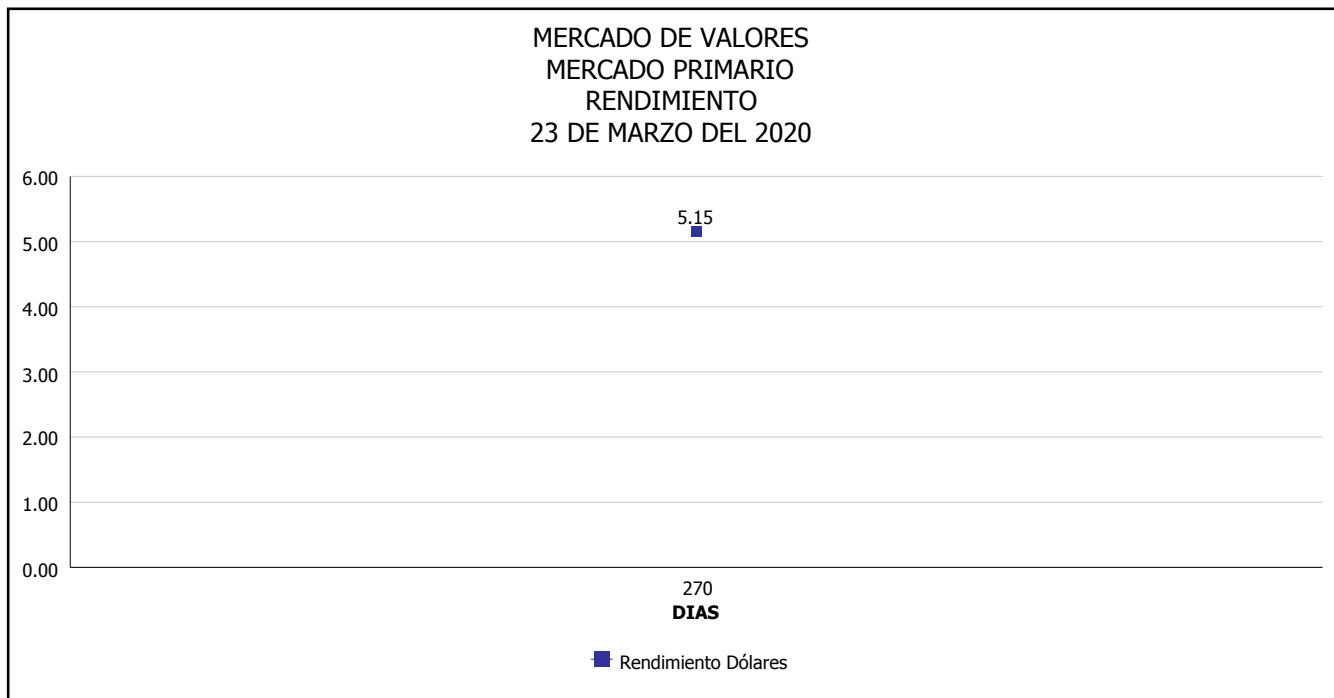 MERCADO DE VALORES
MERCADO PRIMARIO
RENDIMIENTO
23 DE MARZO DEL 2020
6.00
5.15
5.00
4.00
3.00
2.00
1.00
0.00
270
DIAS
Rendimiento Dólares